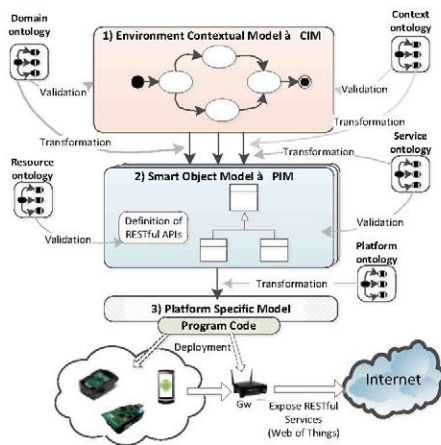 Domain
ontology
1) Environment Contextual Model à CIM
Context
ontology
Validation
Validation
Transformation
Transformation
Service
ontology
Transformation
Resource
ontology
2) Smart Object Model à PIM
Definition of
RESTful APIs
Validation
Validation
Platform
ontology
Transformation
3) Platform Specific Model
Program Code
Deployment
Gw
Expose RESTful
Services
(Web of Things)
Internet